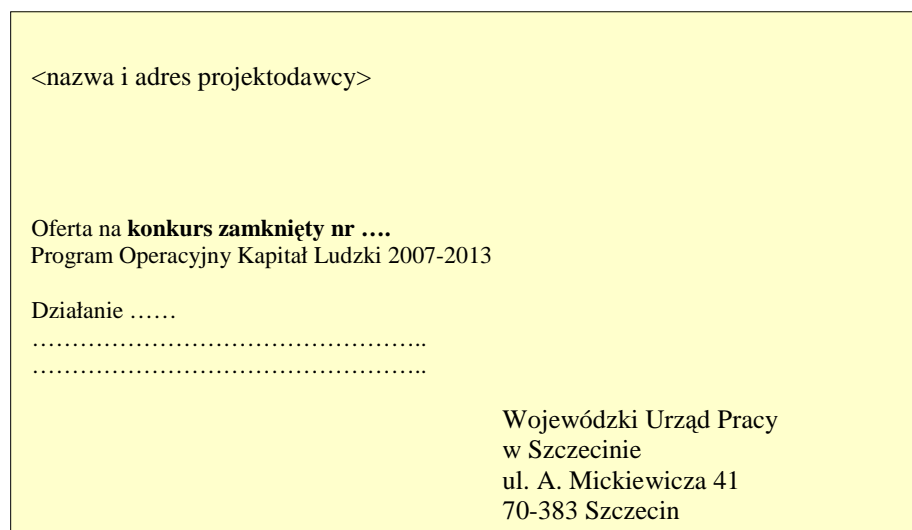 <nazwa i adres projektodawcy>
Oferta na konkurs zamknięty nr ….
Program Operacyjny Kapitał Ludzki 2007-2013
Działanie ……
…………………………………………..
…………………………………………..
Wojewódzki Urząd Pracy
w Szczecinie
ul. A. Mickiewicza 41
70-383 Szczecin